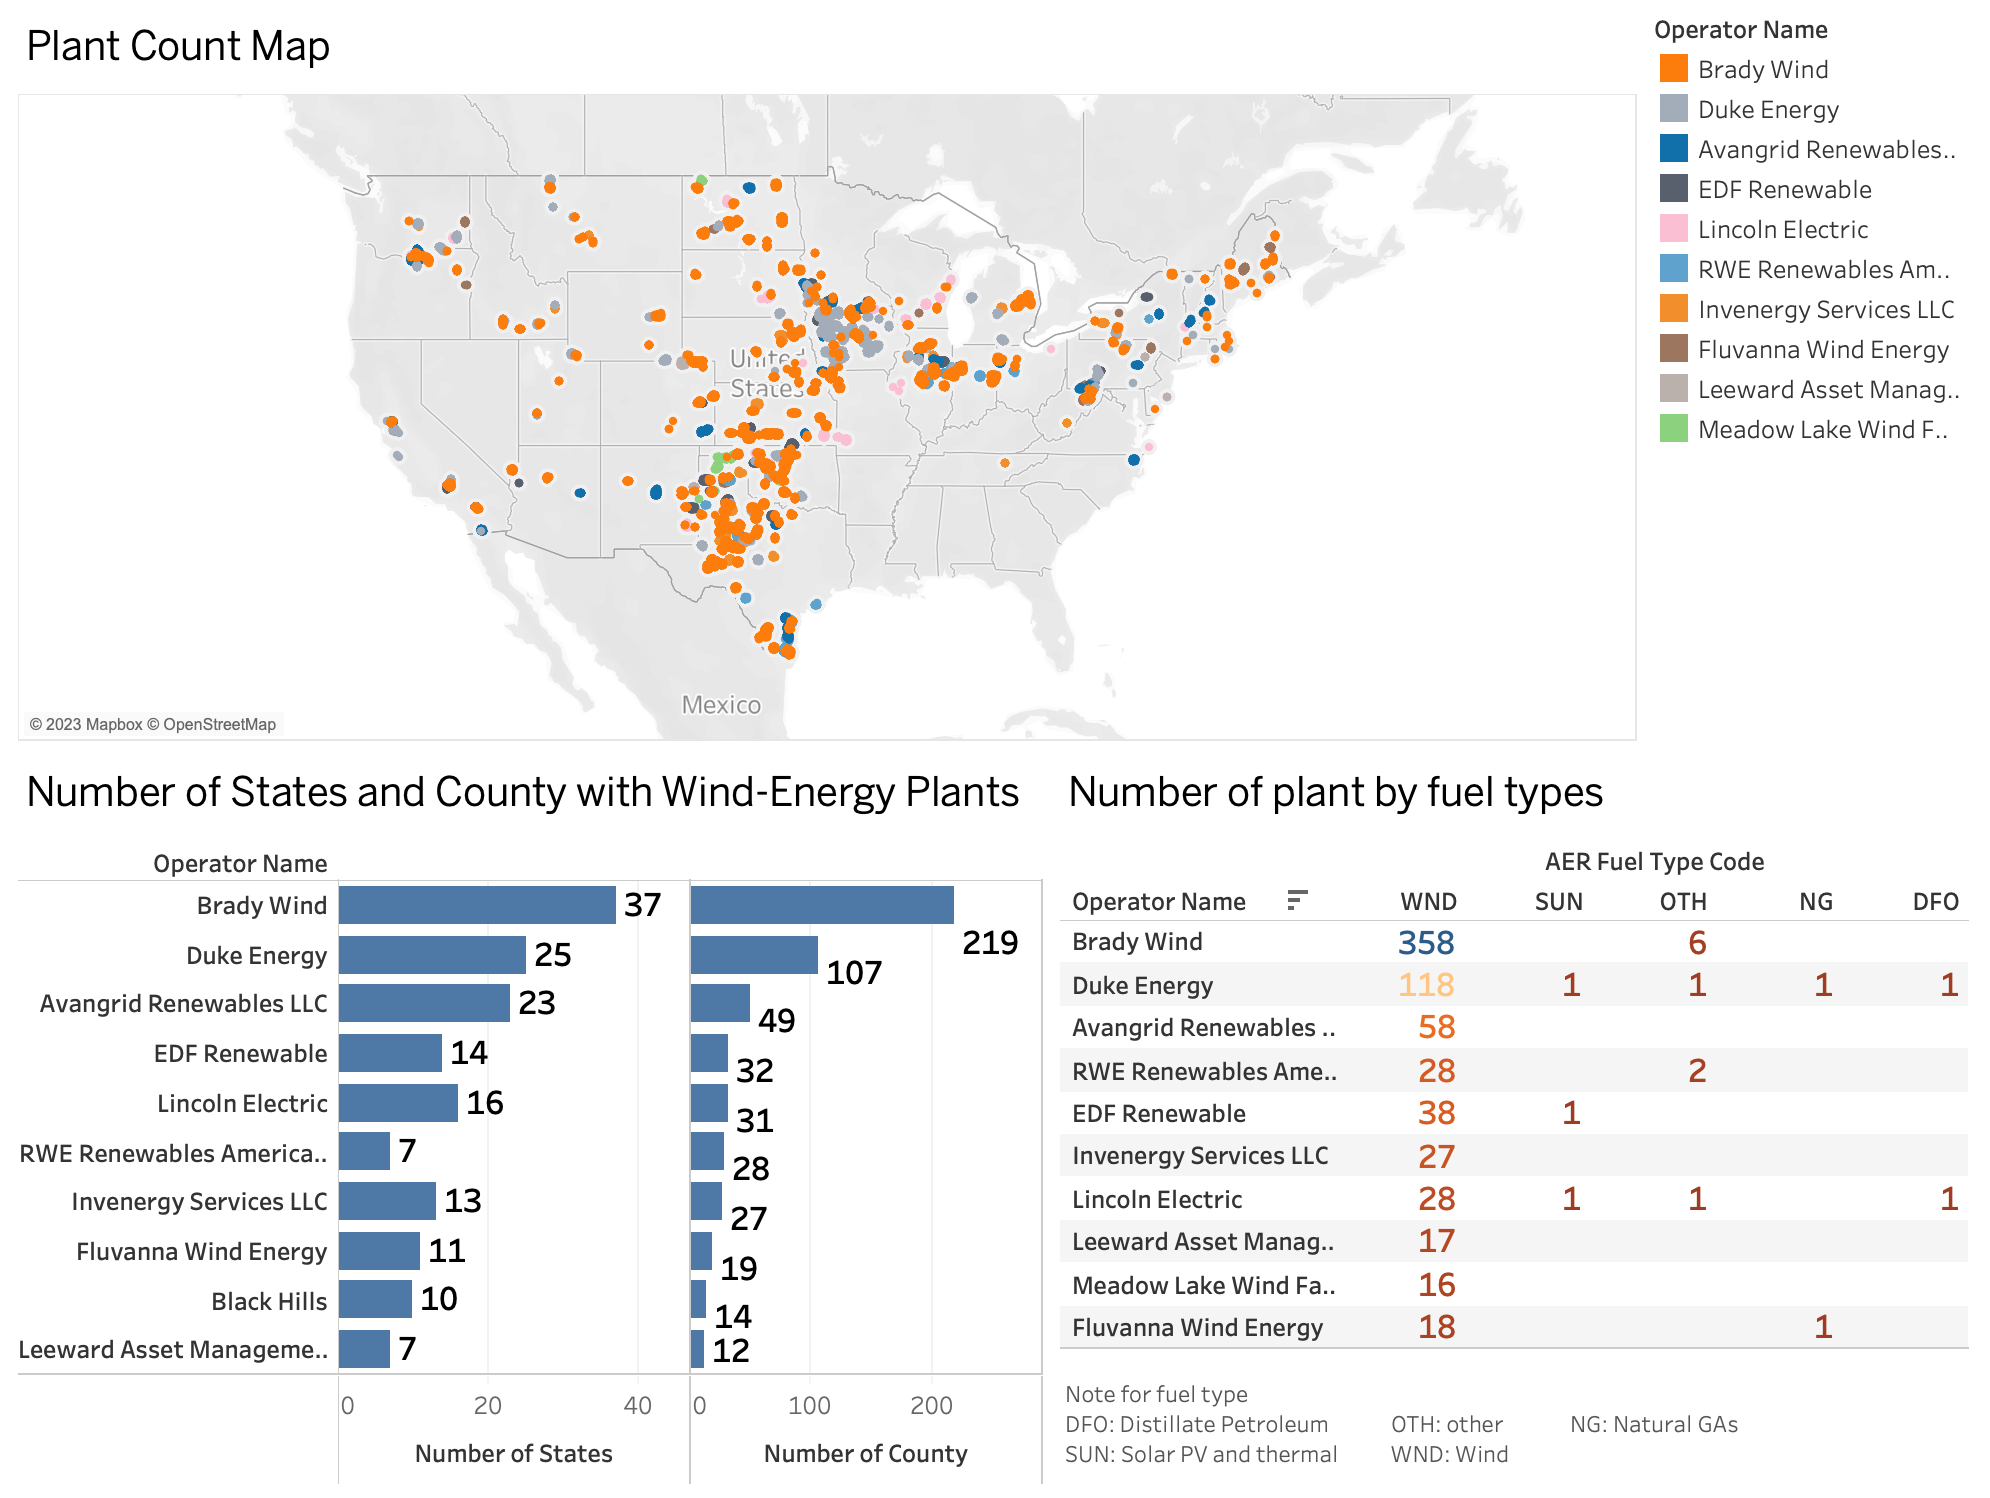 Plant Count Map
Operator Name
Brady Wind
Duke Energy
Avangrid Renewables..
EDF Renewable
Lincoln Electric
RWE Renewables Am..
Invenergy Services LLC
Fluvanna Wind Energy
Leeward Asset Manag..
Meadow Lake Wind F..
United
States
Mexico
© 2023 Mapbox © OpenStreetMap
Number of States and County with Wind-Energy Plants
Operator Name
Brady Wind 37 219
Duke Energy 25 107
Avangrid Renewables LLC 23 49
EDF Renewable 14 32
Lincoln Electric 16 31
RWE Renewables America.. 7 28
Invenergy Services LLC 13 27
Fluvanna Wind Energy 11 19
Black Hills 10 14
Leeward Asset Manageme.. 7 12
0 20 40 0 100 200
Number of States Number of County
Number of plant by fuel types
AER Fuel Type Code
Operator Name WND SUN OTH NG DFO
Brady Wind 358 6
Duke Energy 118 1 1 1 1
Avangrid Renewables .. 58
RWE Renewables Ame.. 28 2
EDF Renewable 38 1
Invenergy Services LLC 27
Lincoln Electric 28 1 1 1
Leeward Asset Manag.. 17
Meadow Lake Wind Fa.. 16
Fluvanna Wind Energy 18 1
Note for fuel type
DFO: Distillate Petroleum OTH: other NG: Natural GAs
SUN: Solar PV and thermal WND: Wind